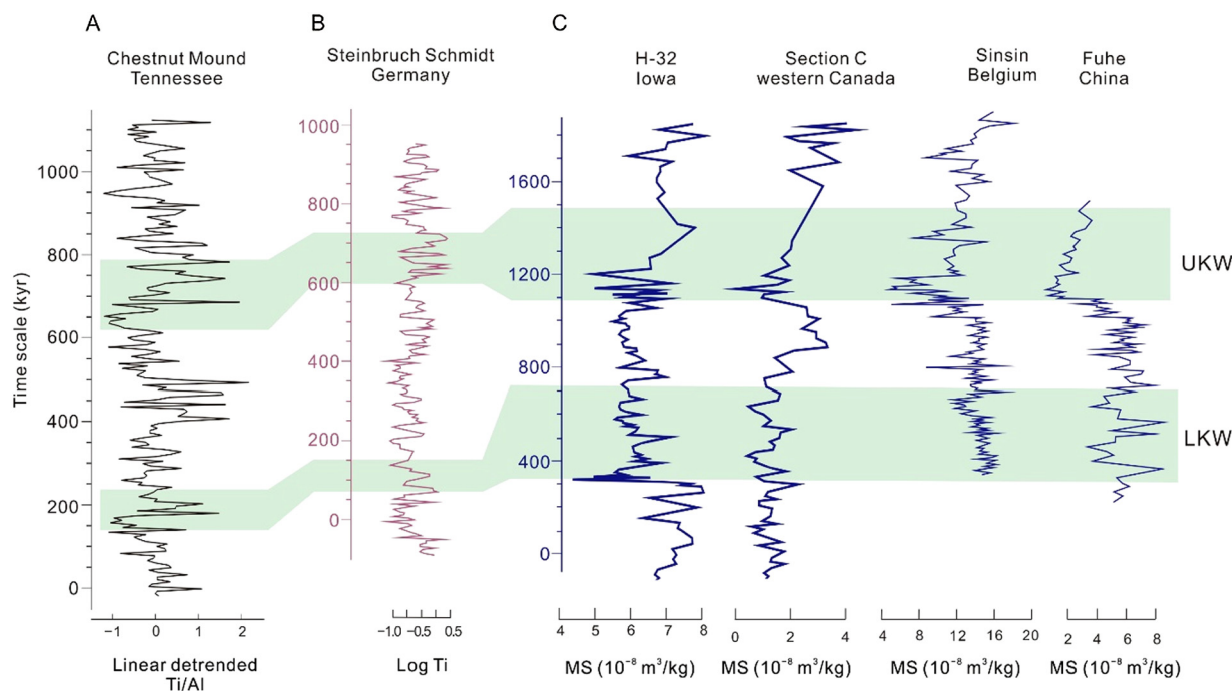 A
B
C
Chestnut Mound
Tennessee
Steinbruch Schmidt
Germany
H-32
Iowa
Section C
western Canada
Sinsin
Belgium
Fuhe
China
Time scale (kyr)
1000
800
600
400
200
0
1000
800
600
400
200
0
1600
1200
800
400
0
UKW
LKW
−1 0 1 2
−1.0 −0.5 0.5
4 5 6 7 8
0 2 4
4 8 12 16 20
2 4 6 8
Linear detrended
Ti/Al
Log Ti
MS (10⁻⁸ m³/kg)
MS (10⁻⁸ m³/kg)
MS (10⁻⁸ m³/kg)
MS (10⁻⁸ m³/kg)